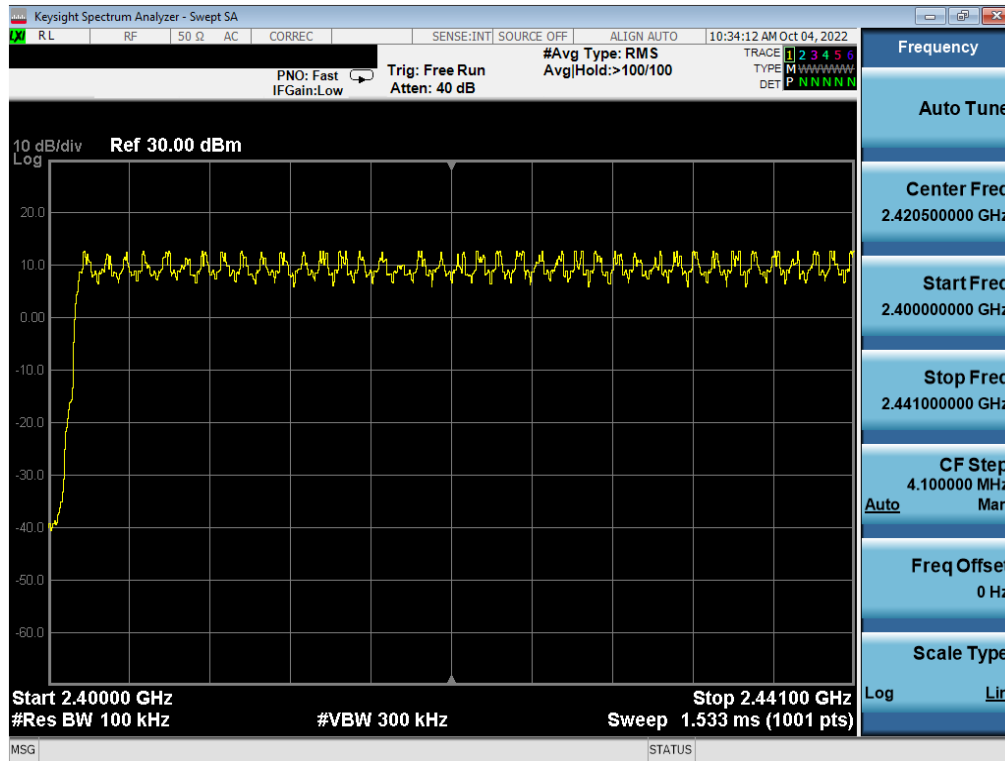 Keysight Spectrum Analyzer - Swept SA
LXI RL RF 50 Ω AC CORREC SENSE:INT SOURCE OFF ALIGN AUTO 10:34:12 AM Oct 04, 2022
PNO: Fast
IFGain:Low
Trig: Free Run
Atten: 40 dB
#Avg Type: RMS
Avg|Hold:>100/100
TRACE 1 2 3 4 5 6
TYPE M WWWWW
DET P N N N N N
10 dB/div
Log
Ref 30.00 dBm
20.0
10.0
0.00
-10.0
-20.0
-30.0
-40.0
-50.0
-60.0
Start 2.40000 GHz
Stop 2.44100 GHz
#Res BW 100 kHz
#VBW 300 kHz
Sweep 1.533 ms (1001 pts)
MSG
STATUS
Frequency
Auto Tune
Center Freq
2.420500000 GHz
Start Freq
2.400000000 GHz
Stop Freq
2.441000000 GHz
CF Step
4.100000 MHz
Auto Man
Freq Offset
0 Hz
Scale Type
Log Lin